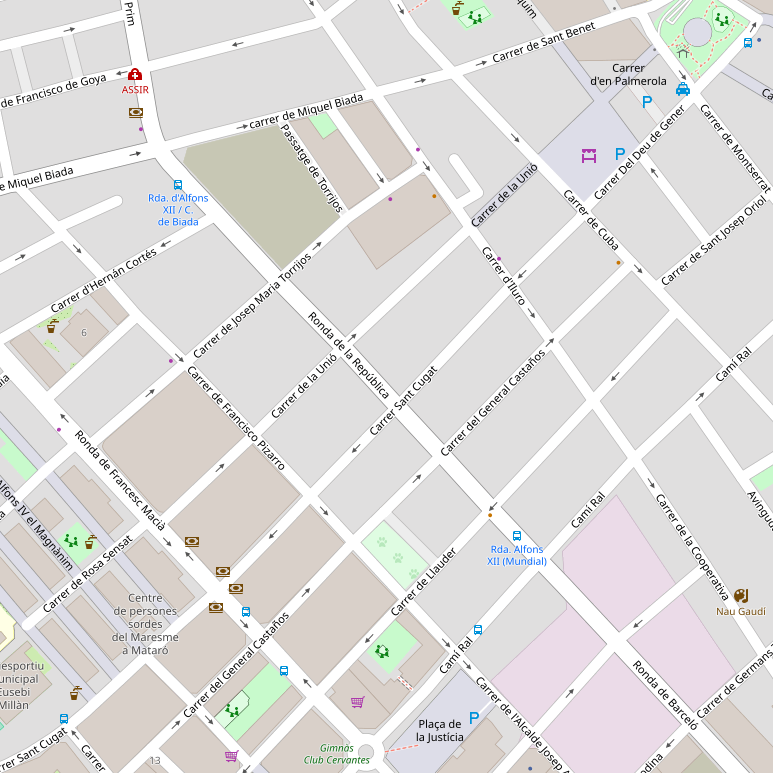 Prim
quim
Carrer de Sant Benet
Carrer
d'en Palmerola
P
de Francisco de Goya
ASSIR
carrer de Miquel Biada
Passatge de Torrijos
Carrer Del Deu de Gener
P
Carrer de Montserrat
e Miquel Biada
Rda. d'Alfons
XII / C.
de Biada
Carrer de la Unió
Carrer de Cuba
Carrer de Sant Josep Oriol
Carrer d'Hernán Cortés
Carrer de Josep Maria Torrijos
Carrer d'Iluro
6
Ronda de la República
Carrer de la Unió
Carrer Sant Cugat
Carrer del General Castaños
Camí Ral
Carrer de Francisco Pizarro
Ronda de Francesc Macià
Alfons IV el Magnànim
Camí Ral
Avinguda
Carrer de Rosa Sensat
Rda. Alfons
XII (Mundial)
Carrer de la Cooperativa
Carrer de Llauder
Centre
de persones
sordes
del Maresme
a Mataró
Nau Gaudí
Carrer del General Castaños
Camí Ral
esportiu
unicipal
Eusebi
Millàn
Carrer de Germans
Ronda de Barceló
Carrer de l'Alcalde Josep
Plaça de
la Justícia
P
rrer Sant Cugat
Carrer
13
Gimnàs
Club Cervantes
dina